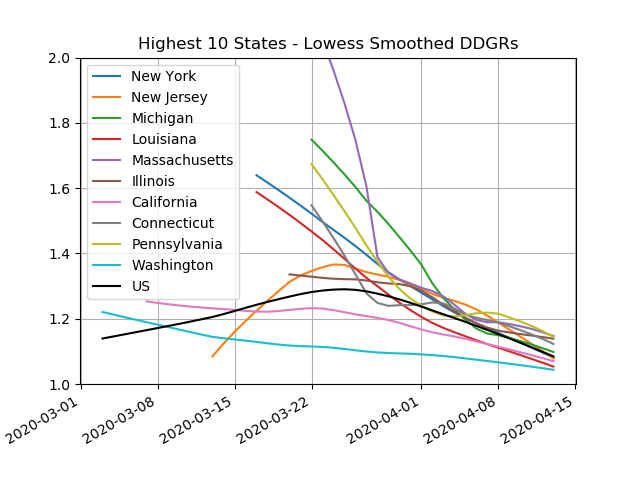 Highest 10 States - Lowess Smoothed DDGRs
2.0
1.8
1.6
1.4
1.2
1.0
New York
New Jersey
Michigan
Louisiana
Massachusetts
Illinois
California
Connecticut
Pennsylvania
Washington
US
2020-03-01
2020-03-08
2020-03-15
2020-03-22
2020-04-01
2020-04-08
2020-04-15